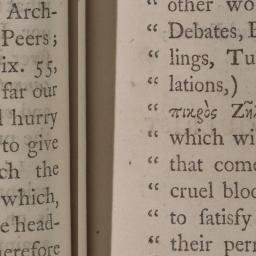 Arch-
Peers;
ix. 55,
far our
hurry
to give
ch the
which,
e head-
herefore
other wo
“ Debates, E
“ lings, Tu
“ lations,)
“ πικρὸς Ζῆλ
“ which wi
“ that come
“ cruel bloo
“ to ſatisfy
“ their per